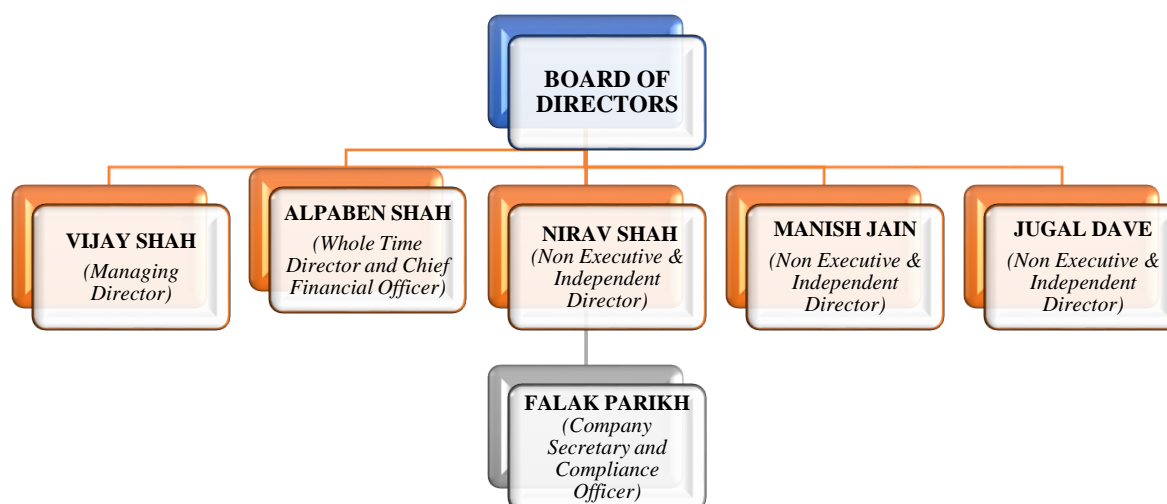 BOARD OF
DIRECTORS
VIJAY SHAH
(Managing
Director)
ALPABEN SHAH
(Whole Time
Director and Chief
Financial Officer)
NIRAV SHAH
(Non Executive &
Independent
Director)
MANISH JAIN
(Non Executive &
Independent
Director)
JUGAL DAVE
(Non Executive &
Independent
Director)
FALAK PARIKH
(Company
Secretary and
Compliance
Officer)